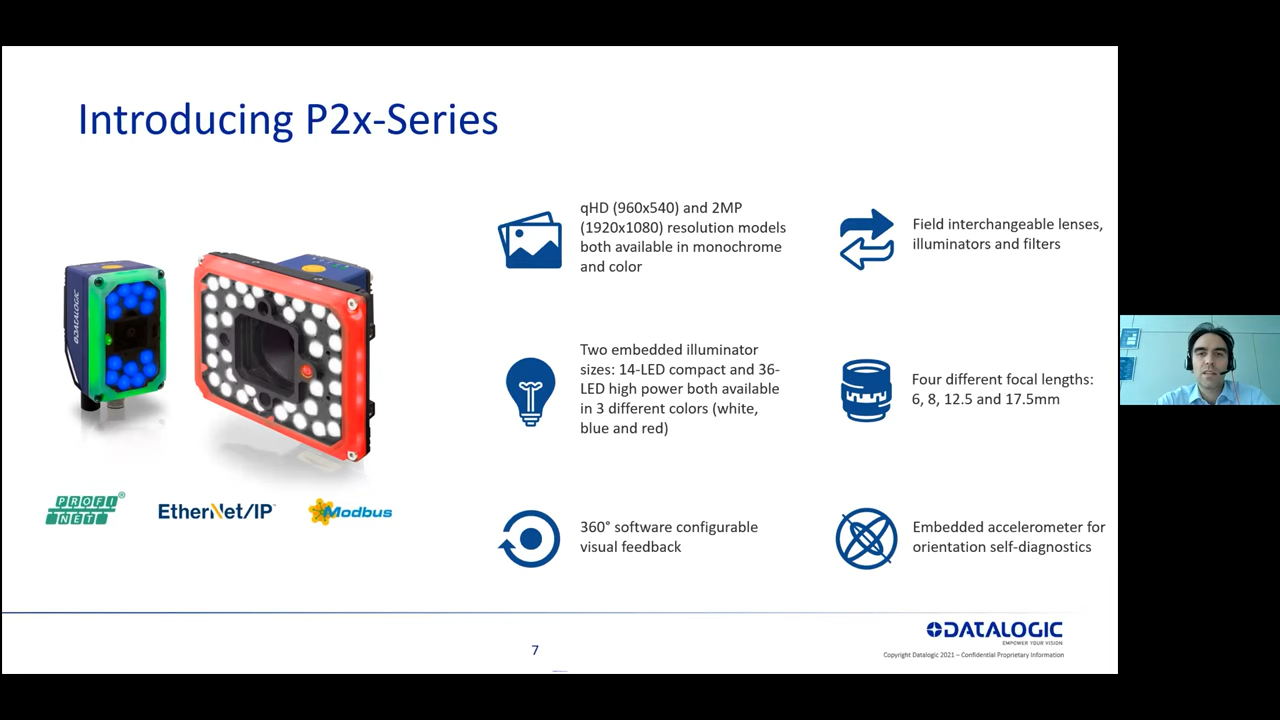 Introducing P2x-Series
qHD (960x540) and 2MP
(1920x1080) resolution models
both available in monochrome
and color
Field interchangeable lenses,
illuminators and filters
Two embedded illuminator
sizes: 14-LED compact and 36-
LED high power both available
in 3 different colors (white,
blue and red)
Four different focal lengths:
6, 8, 12.5 and 17.5mm
360° software configurable
visual feedback
Embedded accelerometer for
orientation self-diagnostics
DATALOGIC
PROFI
NET®
EtherNet/IP™
Modbus
7
DATALOGIC
EMPOWER YOUR VISION
Copyright Datalogic 2021 – Confidential Proprietary Information